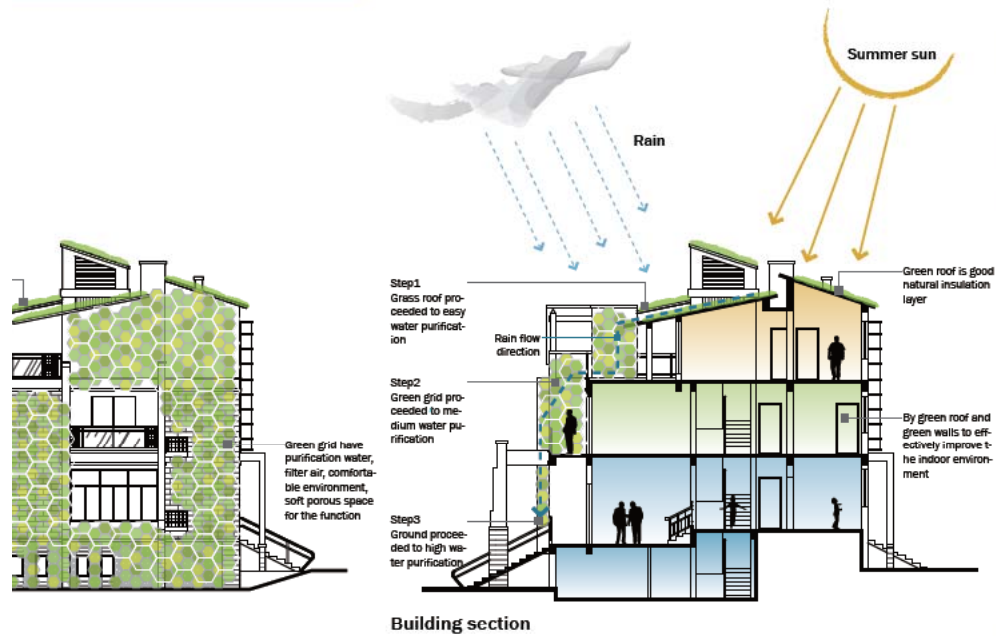 Summer sun
Rain
Step1
Grass roof pro-
ceeded to easy
water purificat-
ion
Rain flow
direction
Step2
Green grid pro-
ceeded to me-
dium water pu-
rification
Step3
Ground procee-
ded to high wa-
ter purification
Green grid have
purification water,
filter air, comforta-
ble environment,
soft porous space
for the function
Green roof is good
natural insulation
layer
By green roof and
green walls to eff-
ectively improve t-
he indoor environ-
ment
Building section